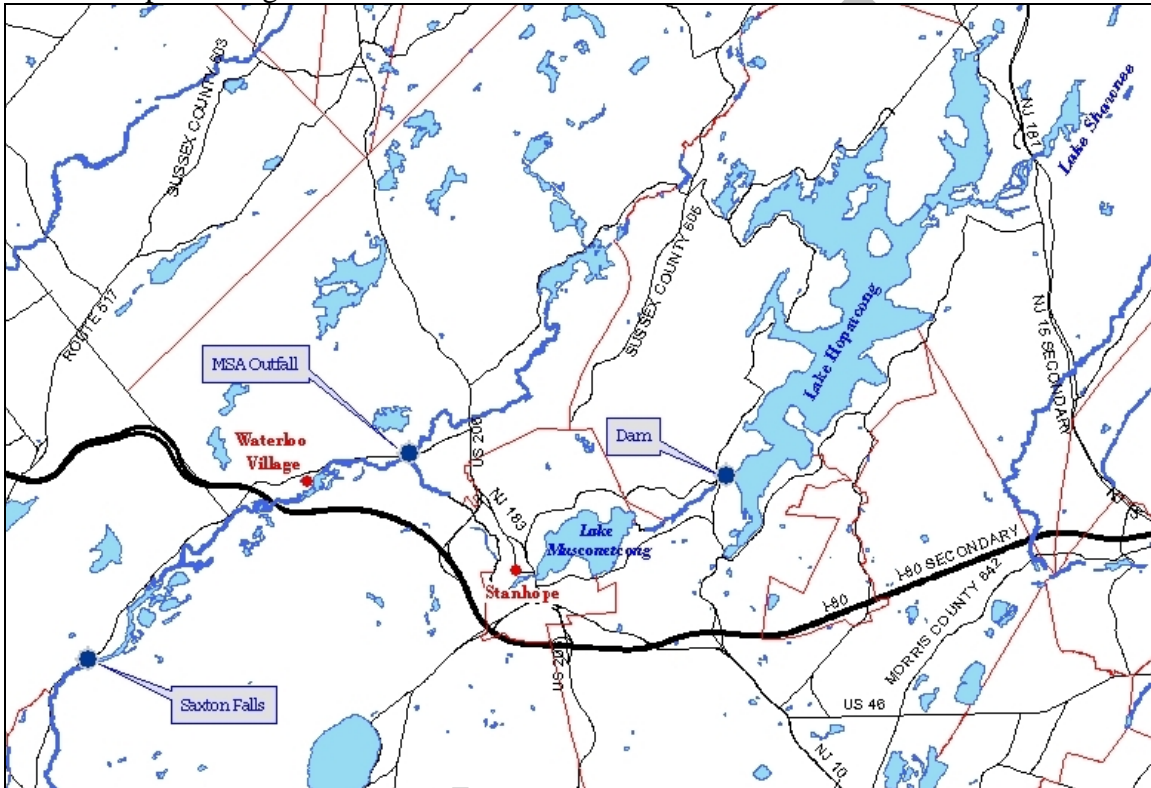 SUSSEX COUNTY 603
NJ 181
Lake Shawnee
SUSSEX COUNTY 605
ROUTE 517
Lake Hopatcong
NJ 15 SECONDARY
MSA Outfall
US 206
Dam
Waterloo
Village
NJ 183
Lake
Musconetcong
Stanhope
I-80 SECONDARY
I-80
MORRIS COUNTY 642
Saxton Falls
US 46
NJ 10